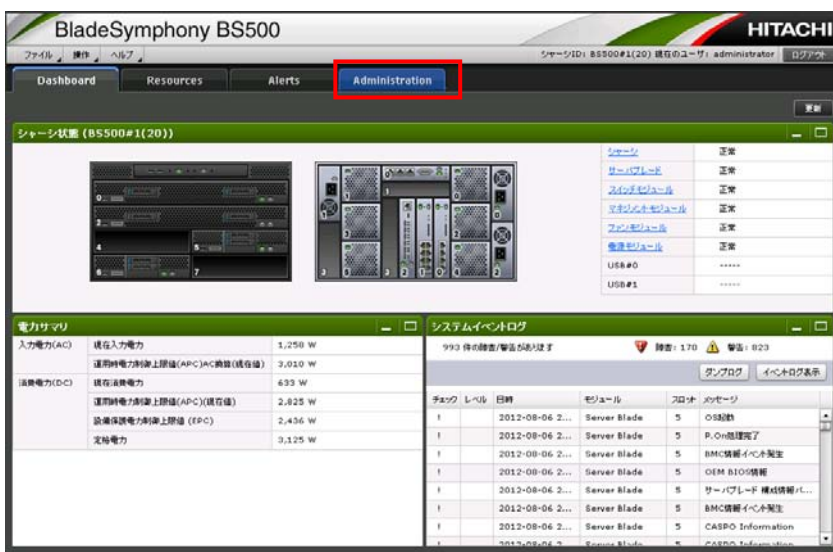 BladeSymphony BS500
HITACHI
ファイル 操作 ヘルプ
シャーシID: BS500#1(20) 現在のユーザ: administrator ログアウト
Dashboard Resources Alerts Administration
更新
シャーシ状態 (BS500#1(20))
シャーシ 正常
サーバブレード 正常
スイッチモジュール 正常
マネジメントモジュール 正常
ファンモジュール 正常
電源モジュール 正常
USB#0 -----
USB#1 -----
電力サマリ
入力電力(AC) 現在入力電力 1,250 W
運用時電力制御上限値(APC)AC換算(現在値) 3,010 W
消費電力(DC) 現在消費電力 633 W
運用時電力制御上限値(APC)(現在値) 2,825 W
設備保護電力制御上限値 (EPC) 2,436 W
定格電力 3,125 W
システムイベントログ
993 件の障害/警告があります 障害: 170 警告: 823
ダンプログ イベントログ表示
チェック レベル 日時 モジュール スロット メッセージ
! 2012-08-06 2... Server Blade 5 OS起動
! 2012-08-06 2... Server Blade 5 P.On処理完了
! 2012-08-06 2... Server Blade 5 BMC情報イベント発生
! 2012-08-06 2... Server Blade 5 OEM BIOS情報
! 2012-08-06 2... Server Blade 5 サーバブレード 構成情報パ...
! 2012-08-06 2... Server Blade 5 BMC情報イベント発生
! 2012-08-06 2... Server Blade 5 CASPO Information